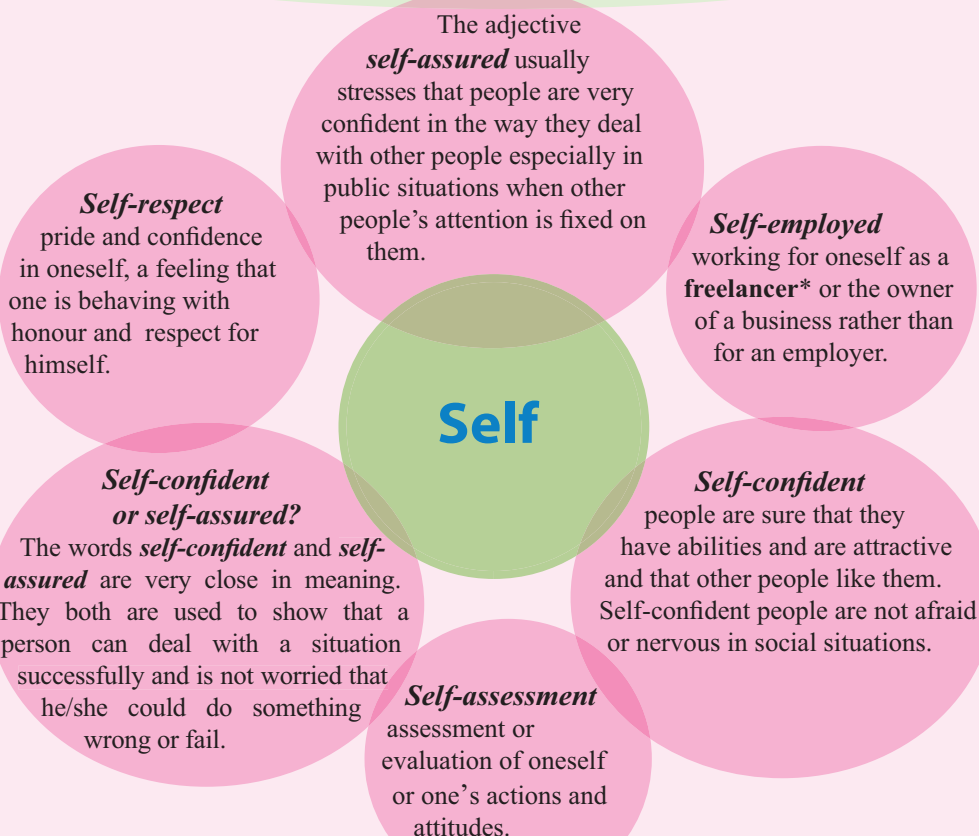 The adjective
self-assured usually
stresses that people are very
confident in the way they deal
with other people especially in
public situations when other
people's attention is fixed on
them.
Self-respect
pride and confidence
in oneself, a feeling that
one is behaving with
honour and respect for
himself.
Self-employed
working for oneself as a
freelancer* or the owner
of a business rather than
for an employer.
Self
Self-confident
or self-assured?
The words self-confident and self-
assured are very close in meaning.
They both are used to show that a
person can deal with a situation
successfully and is not worried that
he/she could do something
wrong or fail.
Self-confident
people are sure that they
have abilities and are attractive
and that other people like them.
Self-confident people are not afraid
or nervous in social situations.
Self-assessment
assessment or
evaluation of oneself
or one's actions and
attitudes.